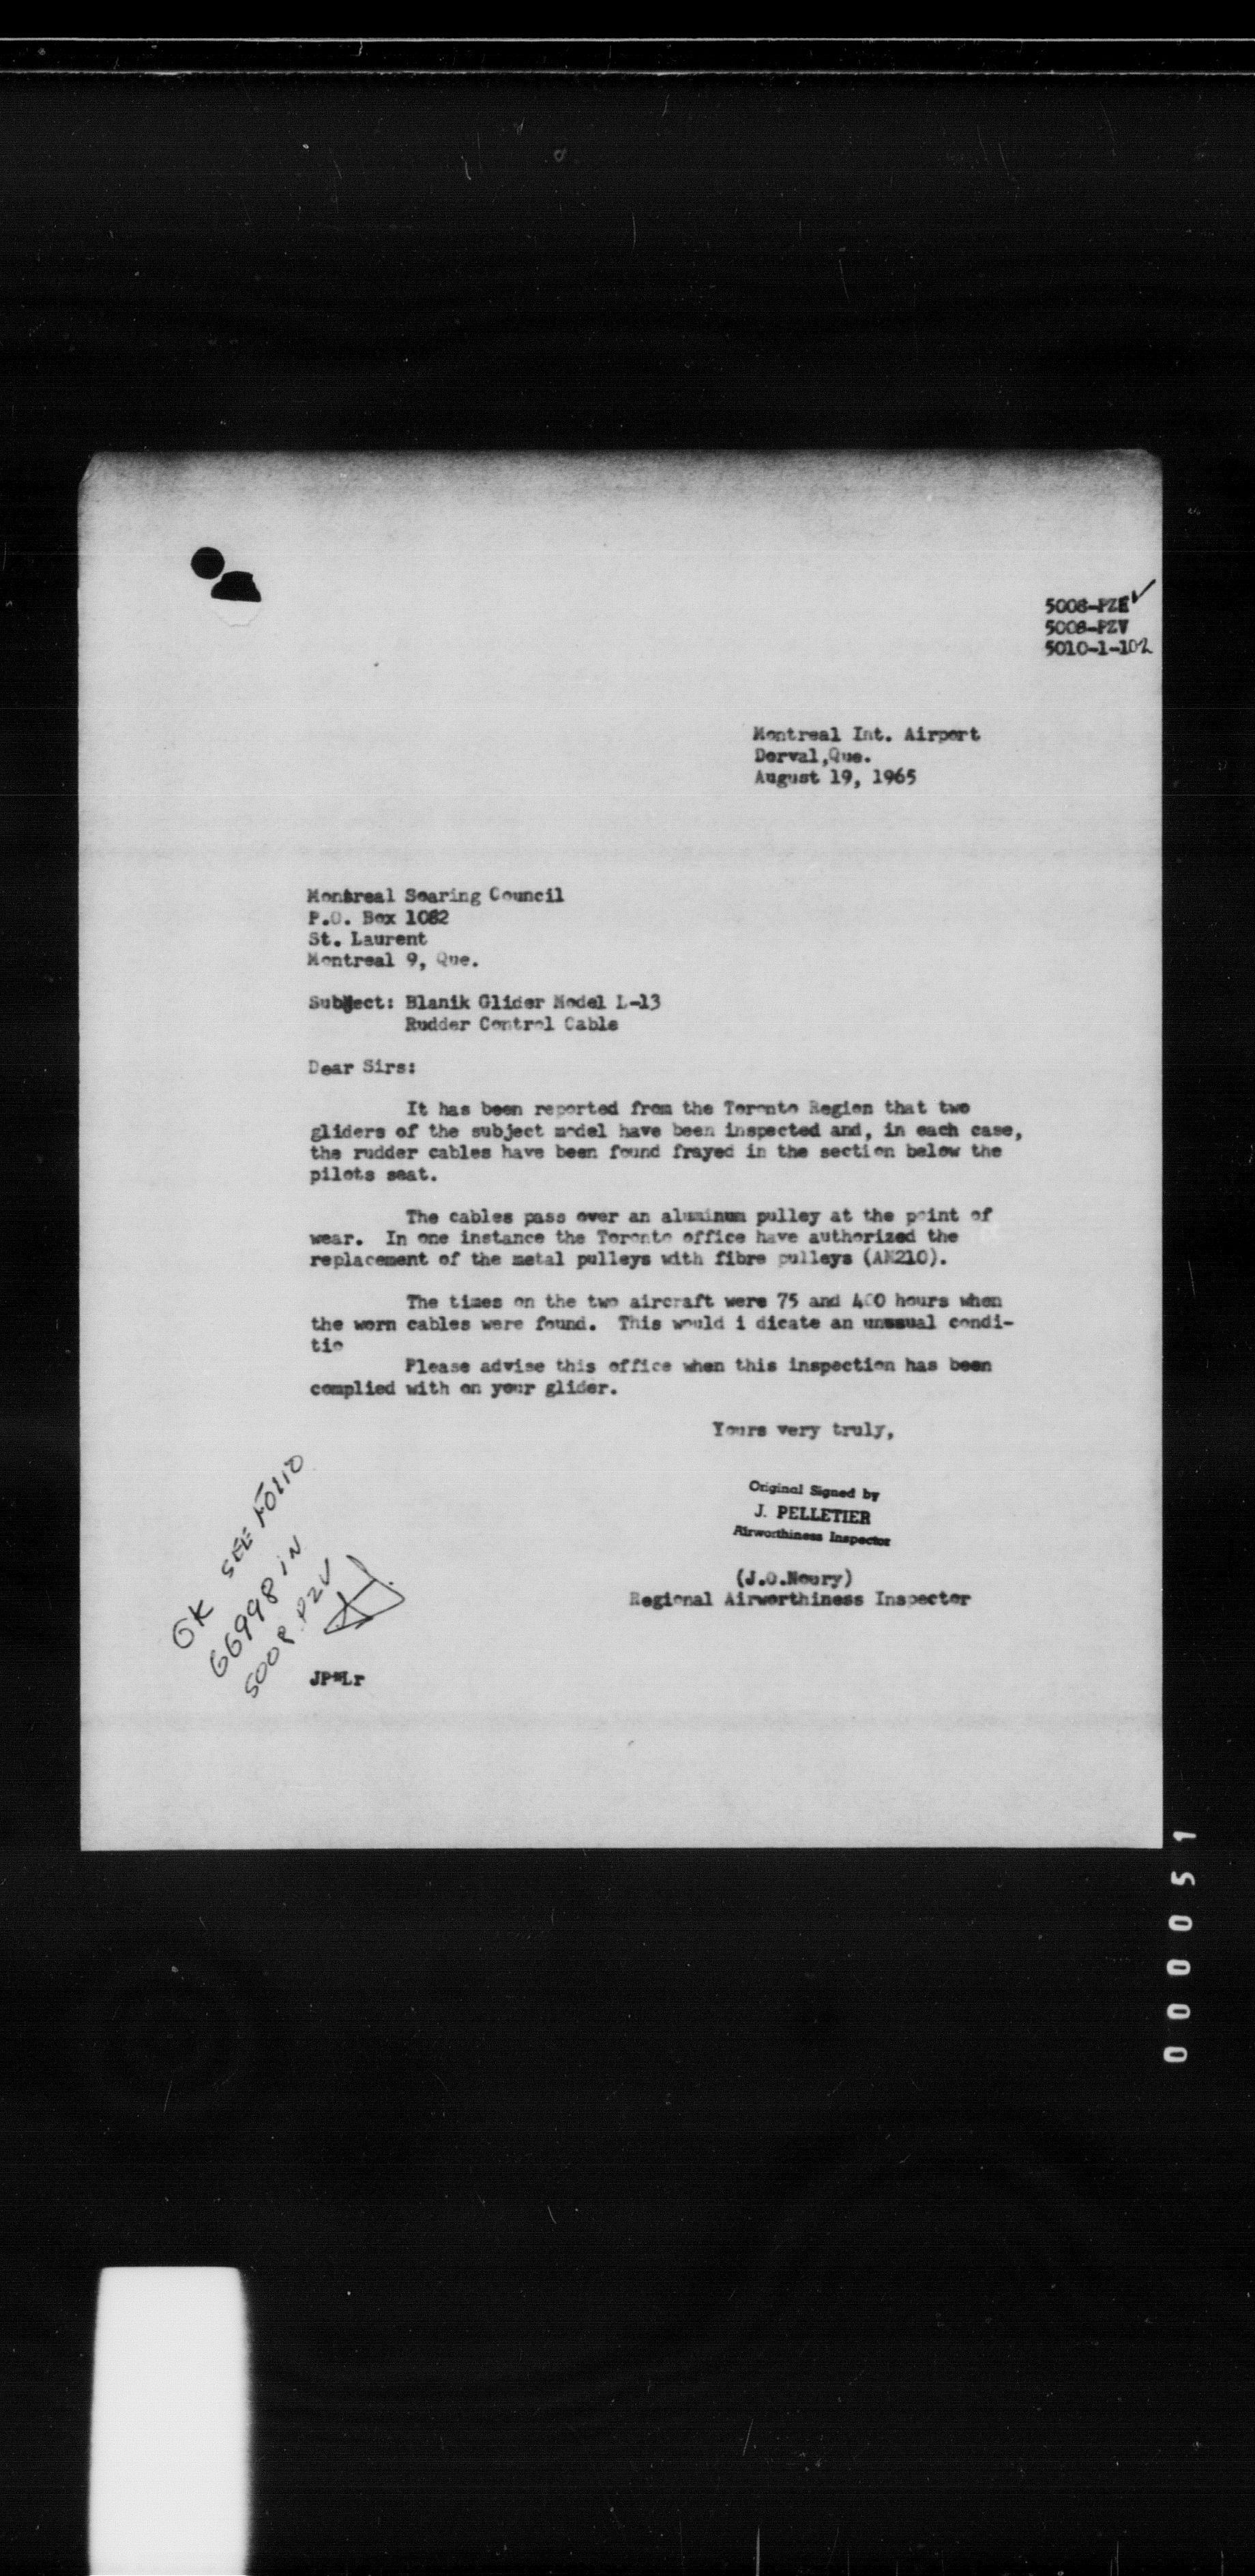 5008-PZE✓
5008-PZV
5010-1-102
Montreal Int. Airport
Dorval,Que.
August 19, 1965
Montreal Soaring Council
P.O. Box 1082
St. Laurent
Montreal 9, Que.
Subject: Blanik Glider Model L-13
Rudder Control Cable
Dear Sirs:
It has been reported from the Toronto Region that two
gliders of the subject model have been inspected and, in each case,
the rudder cables have been found frayed in the section below the
pilots seat.
The cables pass over an aluminum pulley at the point of
wear. In one instance the Toronto office have authorized the
replacement of the metal pulleys with fibre pulleys (AN210).
The times on the two aircraft were 75 and 400 hours when
the worn cables were found. This would i dicate an unusual condi-
tio
Please advise this office when this inspection has been
complied with on your glider.
Yours very truly,
Original Signed by
J. PELLETIER
Airworthiness Inspector
(J.O.Noury)
Regional Airworthiness Inspector
OK SEE FOLIO
66998 IN
5008 PZV
JP*Lr
000051